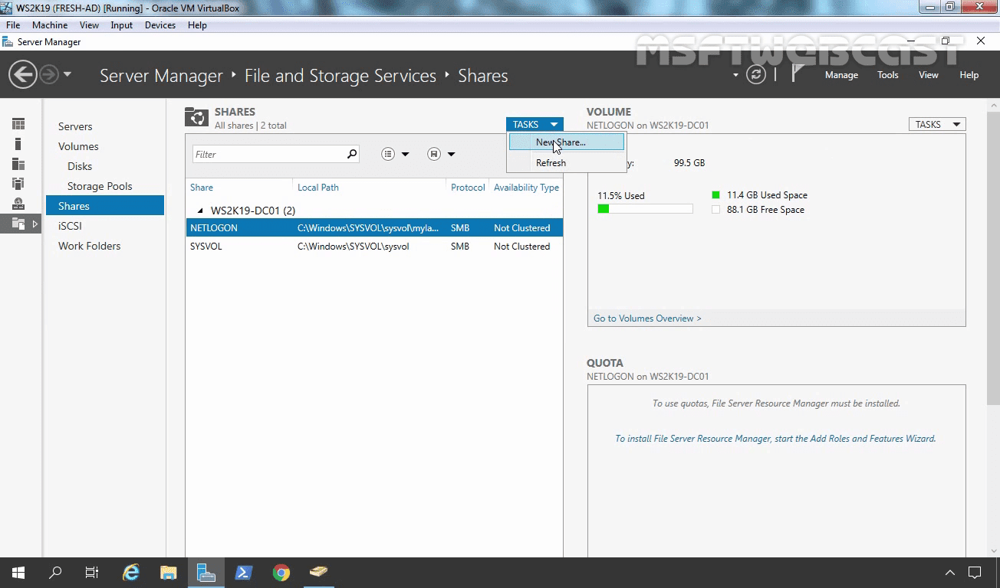 WS2K19 (FRESH-AD) [Running] - Oracle VM VirtualBox
File Machine View Input Devices Help
Server Manager
MSFTWEBCAST
Server Manager ‣ File and Storage Services ‣ Shares
Manage Tools View Help
Servers
Volumes
Disks
Storage Pools
Shares
iSCSI
Work Folders
SHARES
All shares | 2 total
TASKS
New Share...
Refresh
Filter
Share Local Path Protocol Availability Type
WS2K19-DC01 (2)
NETLOGON C:\Windows\SYSVOL\sysvol\myla... SMB Not Clustered
SYSVOL C:\Windows\SYSVOL\sysvol SMB Not Clustered
VOLUME
NETLOGON on WS2K19-DC01
TASKS
99.5 GB
11.5% Used
11.4 GB Used Space
88.1 GB Free Space
Go to Volumes Overview >
QUOTA
NETLOGON on WS2K19-DC01
To use quotas, File Server Resource Manager must be installed.
To install File Server Resource Manager, start the Add Roles and Features Wizard.